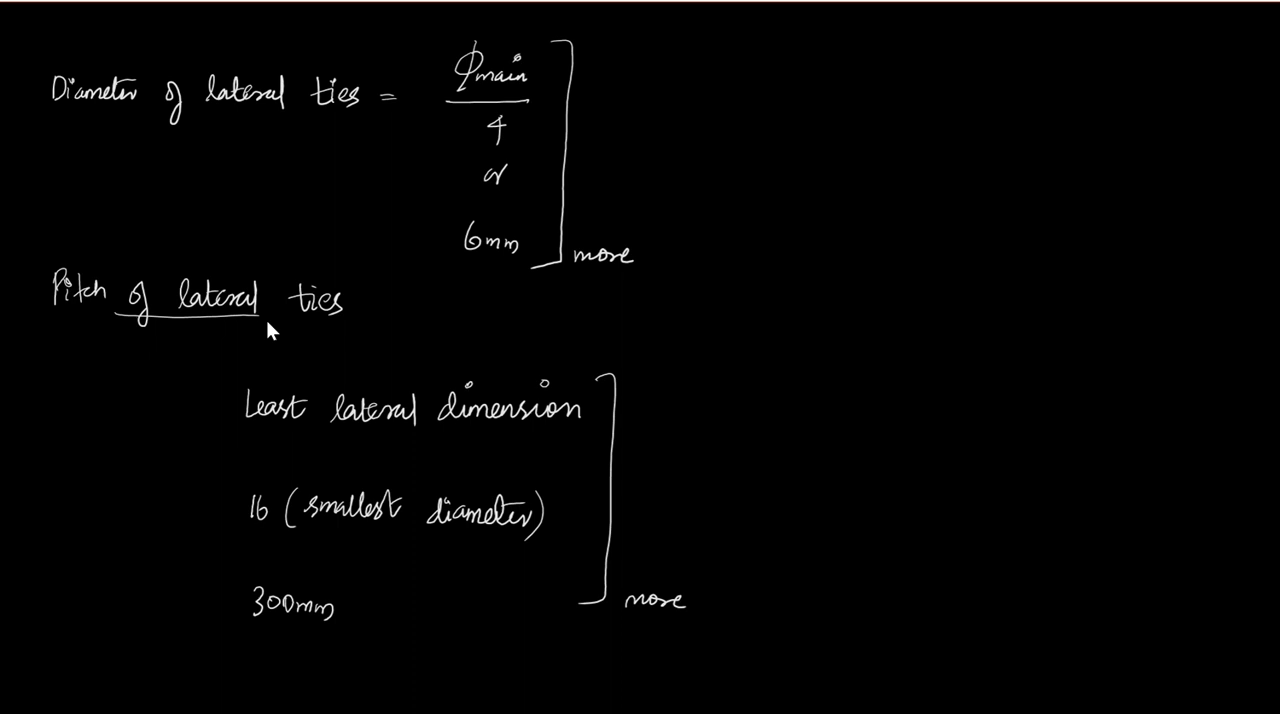 Diameter of lateral ties = ϕmain
4
or
6mm more
Pitch of lateral ties
Least lateral dimension
16 (smallest diameter)
300mm more